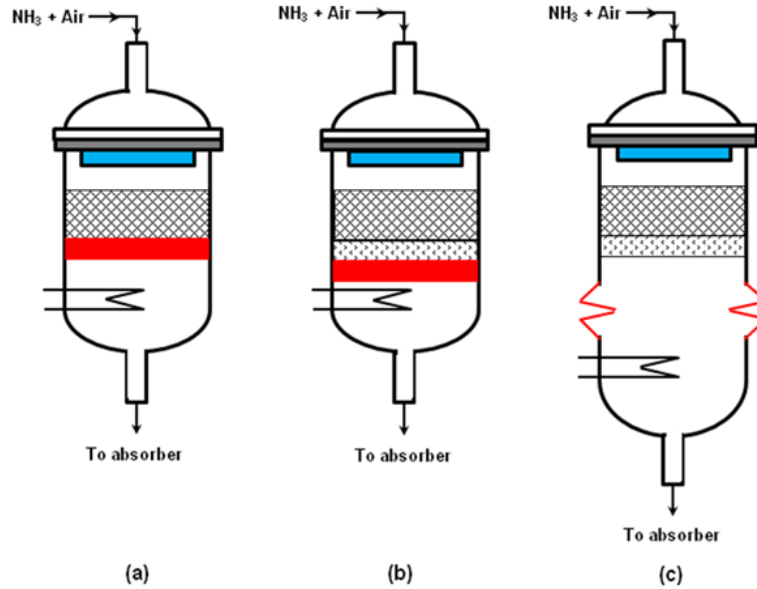 NH₃ + Air
NH₃ + Air
NH₃ + Air
To absorber
To absorber
To absorber
(a)
(b)
(c)